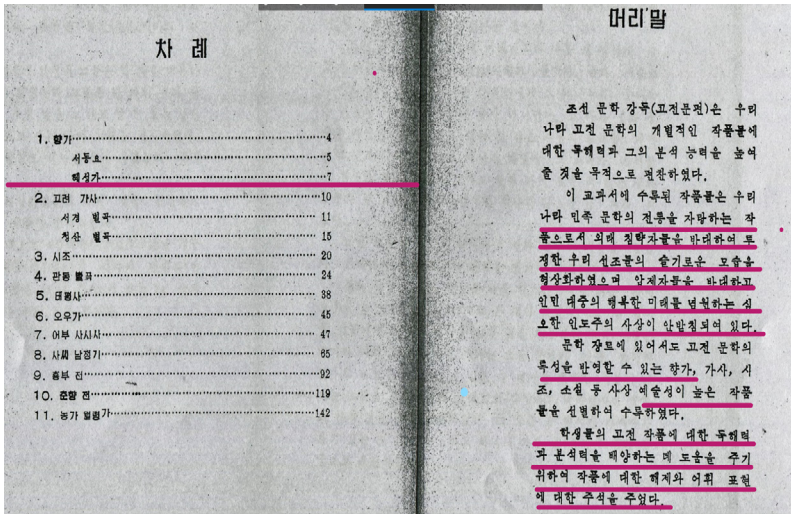 차 례
1. 향가 4
서동요 5
혜성가 7
2. 고려 가사 10
서경 별곡 11
청산 별곡 15
3. 시조 20
4. 관동 별곡 24
5. 태평사 38
6. 오우가 45
7. 어부 사시사 47
8. 사씨 남정기 65
9. 흥부 전 92
10. 춘향 전 119
11. 농가 월령가 142
머리'말
조선 문학 강독(고전문편)은 우리
나라 고전 문학의 개별적인 작품들에
대한 독해력과 그의 분석 능력을 높여
줄 것을 목적으로 편찬하였다.
이 교과서에 수록된 작품들은 우리
나라 민족 문학의 전통을 자랑하는 작
품으로서 외래 침략자들을 반대하여 투
쟁한 우리 선조들의 슬기로운 모습을
형상화하였으며 압제자들을 반대하고
인민 대중의 행복한 미래를 념원하는 심
오한 인도주의 사상이 안받침되여 있다.
문학 쟝르에 있어서도 고전 문학의
특성을 반영할 수 있는 향가, 가사, 시
조, 소설 등 사상 예술성이 높은 작품
들을 선별하여 수록하였다.
학생들의 고전 작품에 대한 독해력
과 분석력을 배양하는 데 도움을 주기
위하여 작품에 대한 해제와 어휘 표현
에 대한 주석을 주었다.